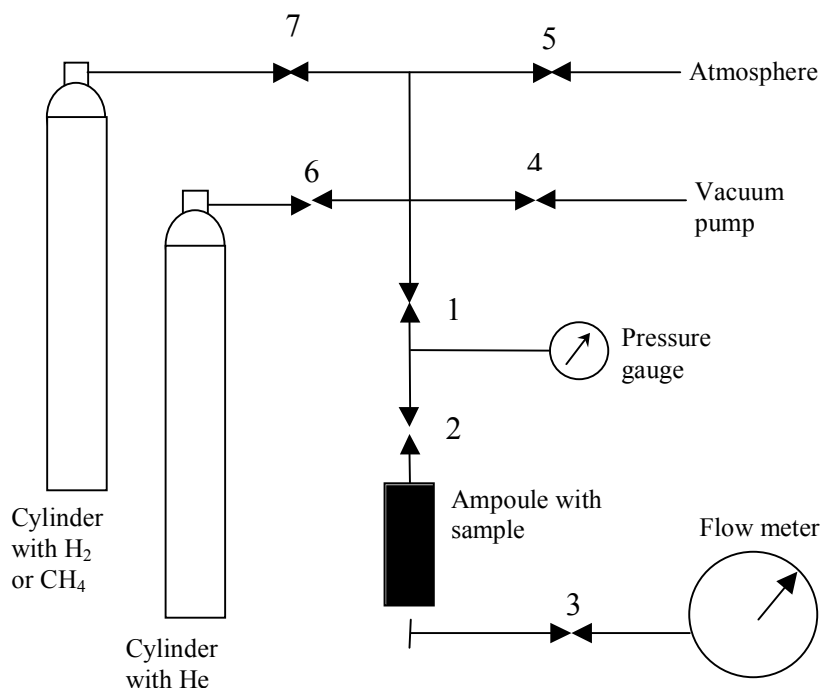 7
5
Atmosphere
6
4
Vacuum
pump
1
Pressure
gauge
2
Ampoule with
sample
Flow meter
Cylinder
with H₂
or CH₄
3
Cylinder
with He